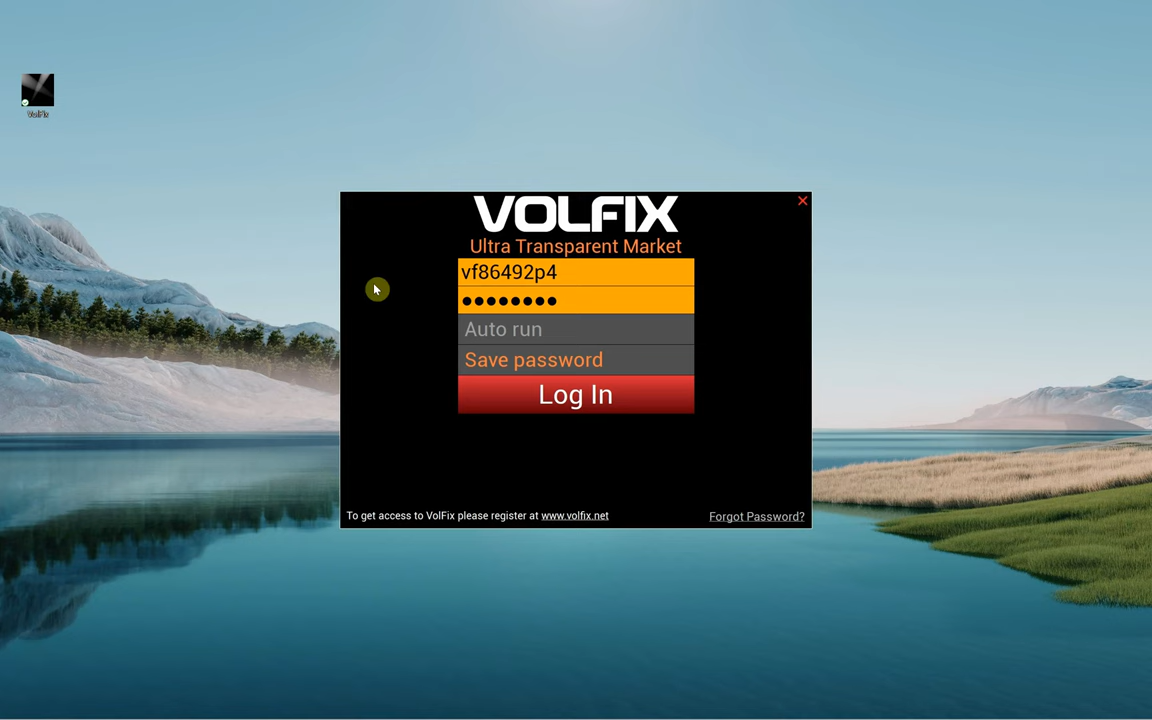 VolFix
VOLFIX
Ultra Transparent Market
vf86492p4
Auto run
Save password
Log In
To get access to VolFix please register at www.volfix.net
Forgot Password?